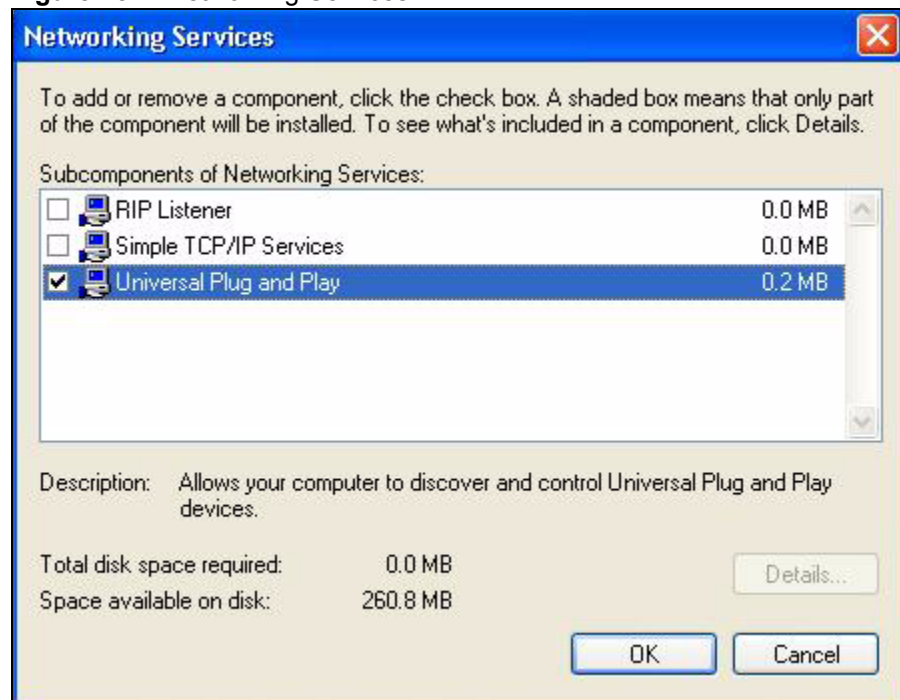 Networking Services
To add or remove a component, click the check box. A shaded box means that only part
of the component will be installed. To see what's included in a component, click Details.
Subcomponents of Networking Services:
RIP Listener 0.0 MB
Simple TCP/IP Services 0.0 MB
Universal Plug and Play 0.2 MB
Description: Allows your computer to discover and control Universal Plug and Play
devices.
Total disk space required: 0.0 MB
Details...
Space available on disk: 260.8 MB
OK Cancel